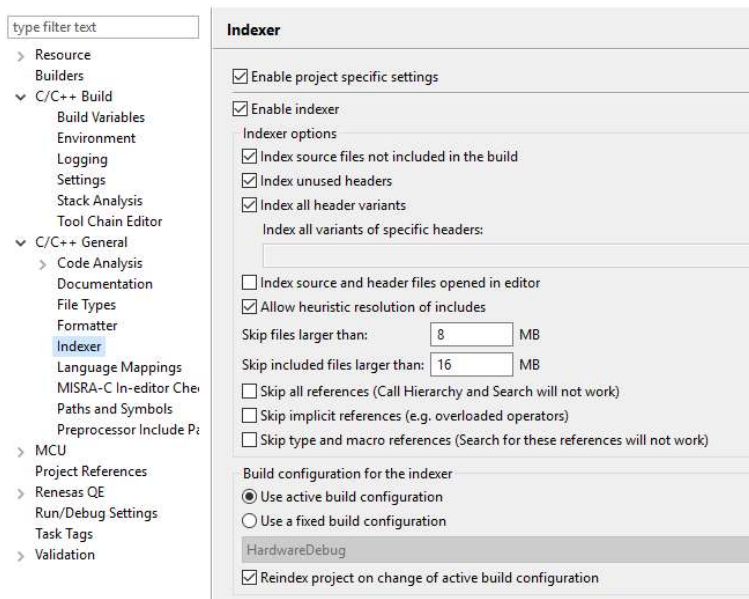 type filter text
Resource
Builders
C/C++ Build
Build Variables
Environment
Logging
Settings
Stack Analysis
Tool Chain Editor
C/C++ General
Code Analysis
Documentation
File Types
Formatter
Indexer
Language Mappings
MISRA-C In-editor Che
Paths and Symbols
Preprocessor Include Pa
MCU
Project References
Renesas QE
Run/Debug Settings
Task Tags
Validation
Indexer
Enable project specific settings
Enable indexer
Indexer options
Index source files not included in the build
Index unused headers
Index all header variants
Index all variants of specific headers:
Index source and header files opened in editor
Allow heuristic resolution of includes
Skip files larger than: 8 MB
Skip included files larger than: 16 MB
Skip all references (Call Hierarchy and Search will not work)
Skip implicit references (e.g. overloaded operators)
Skip type and macro references (Search for these references will not work)
Build configuration for the indexer
Use active build configuration
Use a fixed build configuration
HardwareDebug
Reindex project on change of active build configuration